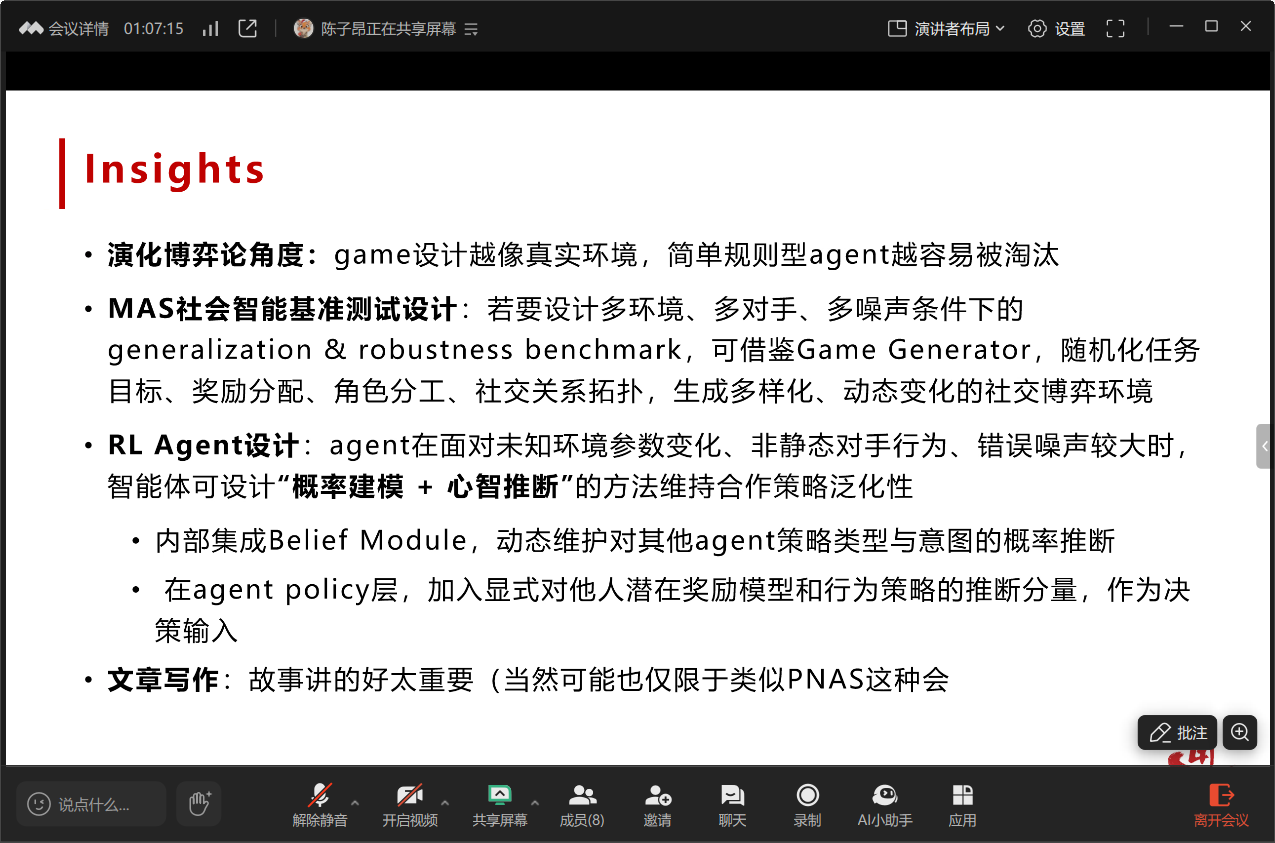 会议详情 01:07:15 陈子昂正在共享屏幕 演讲者布局 设置
Insights
• 演化博弈论角度：game设计越像真实环境，简单规则型agent越容易被淘汰
• MAS社会智能基准测试设计：若要设计多环境、多对手、多噪声条件下的
generalization & robustness benchmark，可借鉴Game Generator，随机化任务
目标、奖励分配、角色分工、社交关系拓扑，生成多样化、动态变化的社交博弈环境
• RL Agent设计：agent在面对未知环境参数变化、非静态对手行为、错误噪声较大时，
智能体可设计“概率建模 + 心智推断”的方法维持合作策略泛化性
• 内部集成Belief Module，动态维护对其他agent策略类型与意图的概率推断
• 在agent policy层，加入显式对他人潜在奖励模型和行为策略的推断分量，作为决
策输入
• 文章写作：故事讲的好太重要（当然可能也仅限于类似PNAS这种会
批注
说点什么... 解除静音 开启视频 共享屏幕 成员(8) 邀请 聊天 录制 AI小助手 应用 离开会议